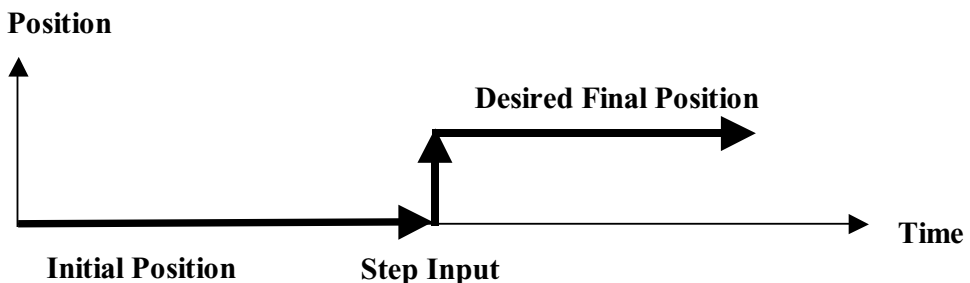 Position
Desired Final Position
Time
Initial Position
Step Input